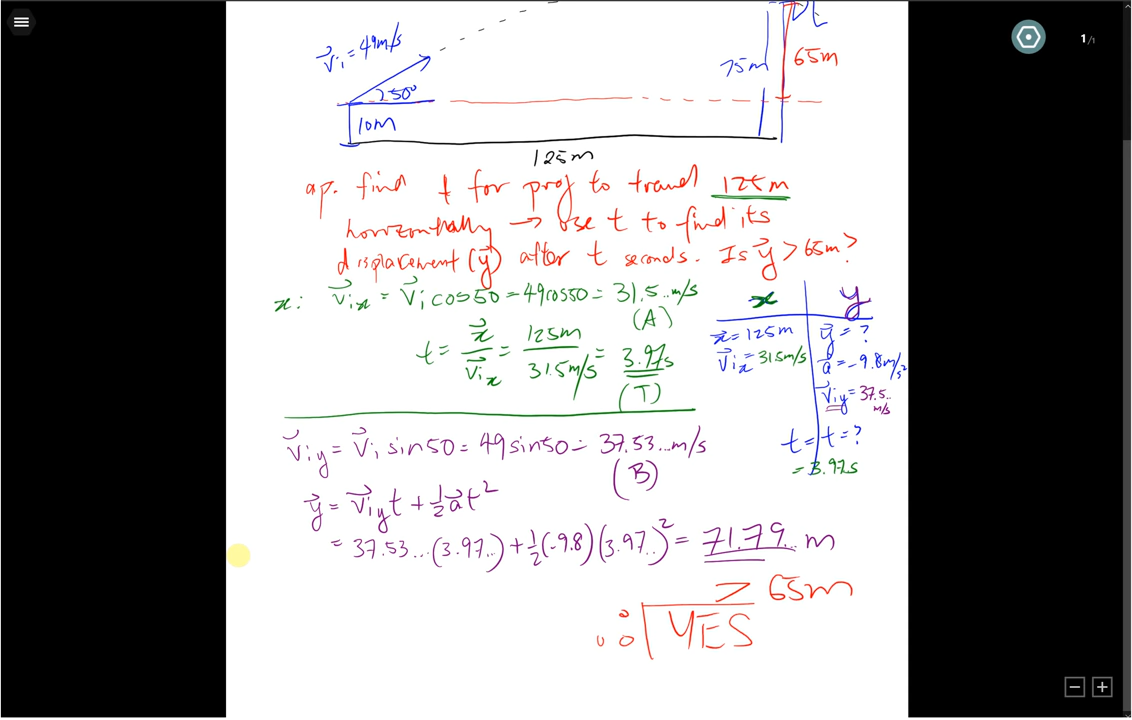 v⃗i = 49m/s
75m
65m
50°
10m
125m
ap. find t for proj to travel 125m
horizontally → use t to find its
displacement (y⃗) after t seconds. Is y⃗ > 65m?
x: v⃗ix = v⃗i cos50 = 49cos50 = 31.5.. m/s
(A)
t = x⃗/v⃗ix = 125m/31.5m/s = 3.97s
(T)
x y
x⃗ = 125m y⃗ = ?
v⃗ix = 31.5m/s a⃗ = -9.8m/s²
v⃗iy = 37.5.. m/s
t = t = ?
= 3.97s
v⃗iy = v⃗i sin50 = 49sin50 = 37.53...m/s
(B)
y⃗ = v⃗iy t + ½a⃗t²
= 37.53...(3.97..) + ½(-9.8)(3.97..)² = 71.79... m
> 65m
∴ YES
1/1